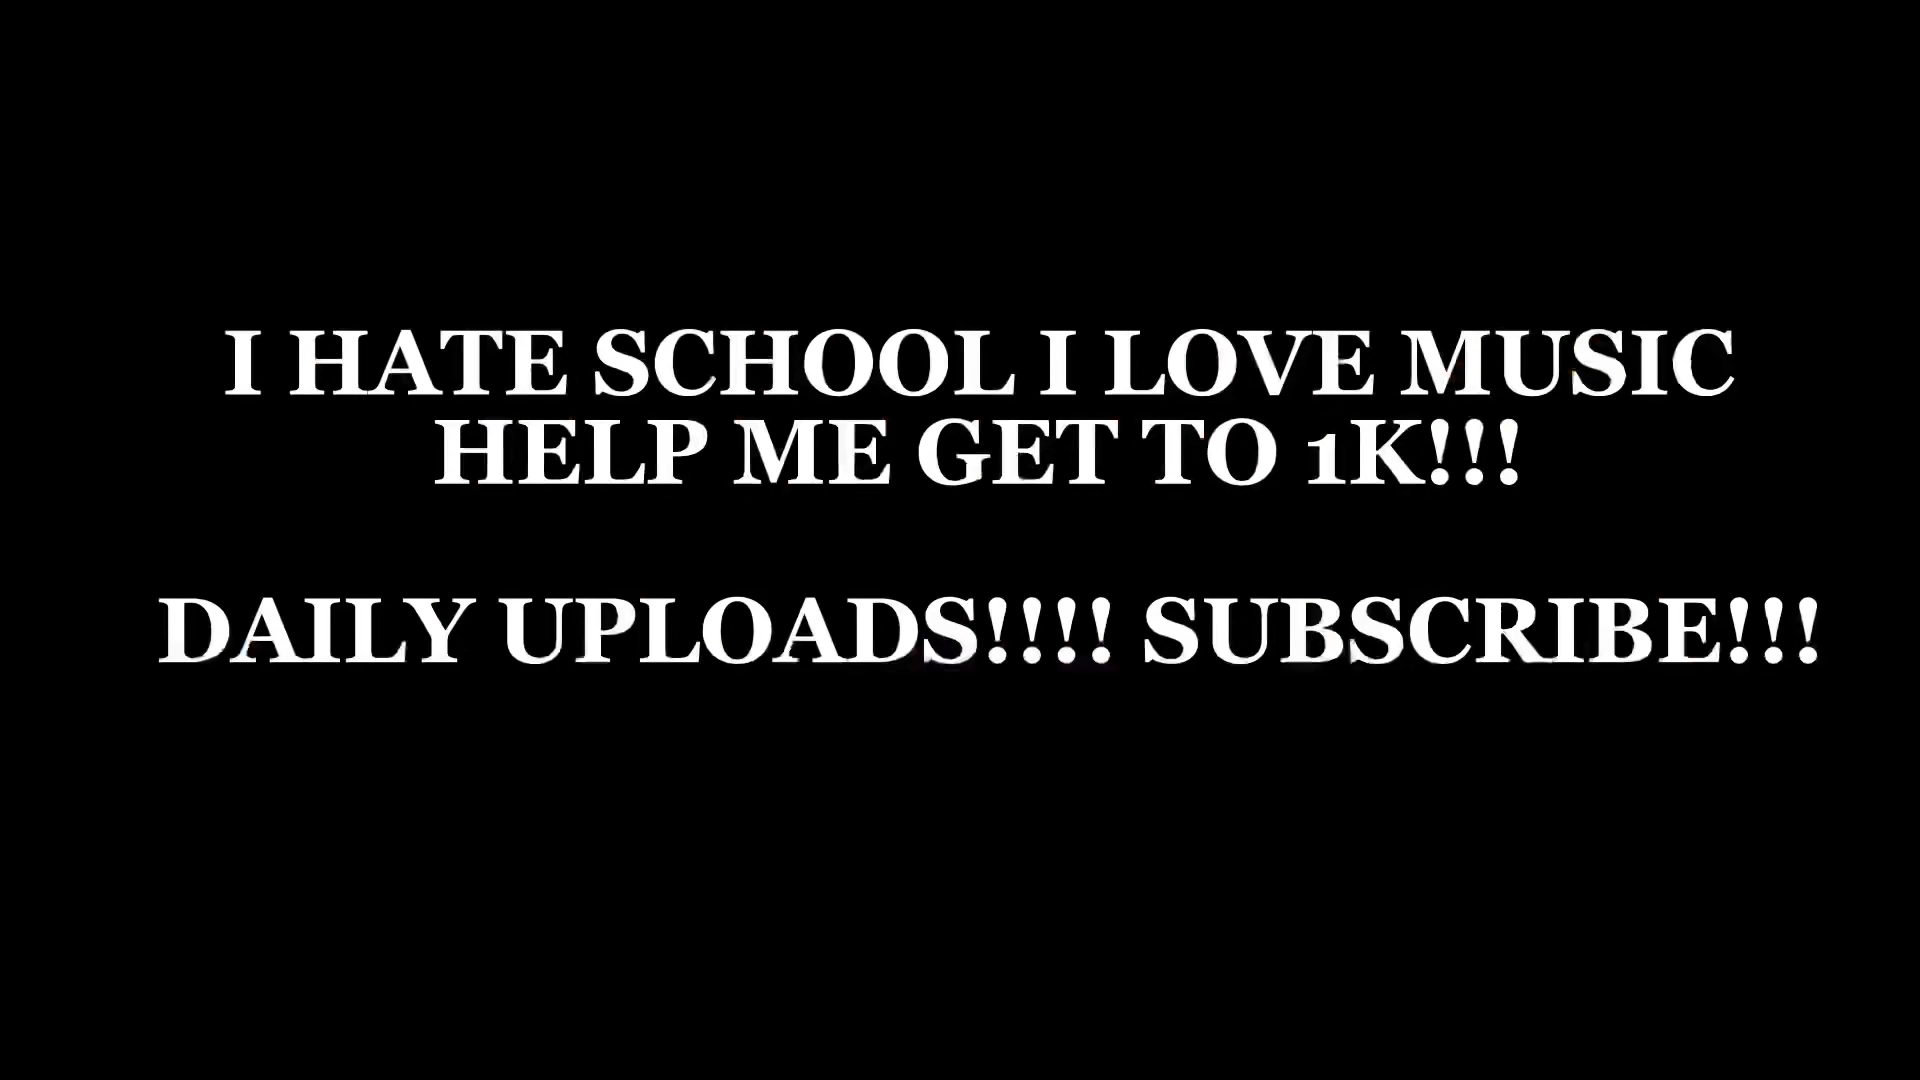 I HATE SCHOOL I LOVE MUSIC
HELP ME GET TO 1K!!!
DAILY UPLOADS!!!! SUBSCRIBE!!!